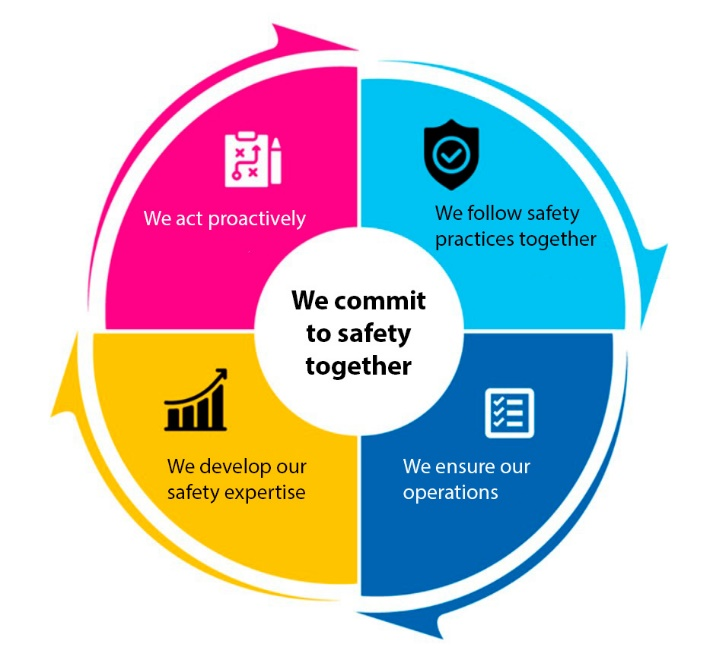 We act proactively
We follow safety
practices together
We commit
to safety
together
We develop our
safety expertise
We ensure our
operations